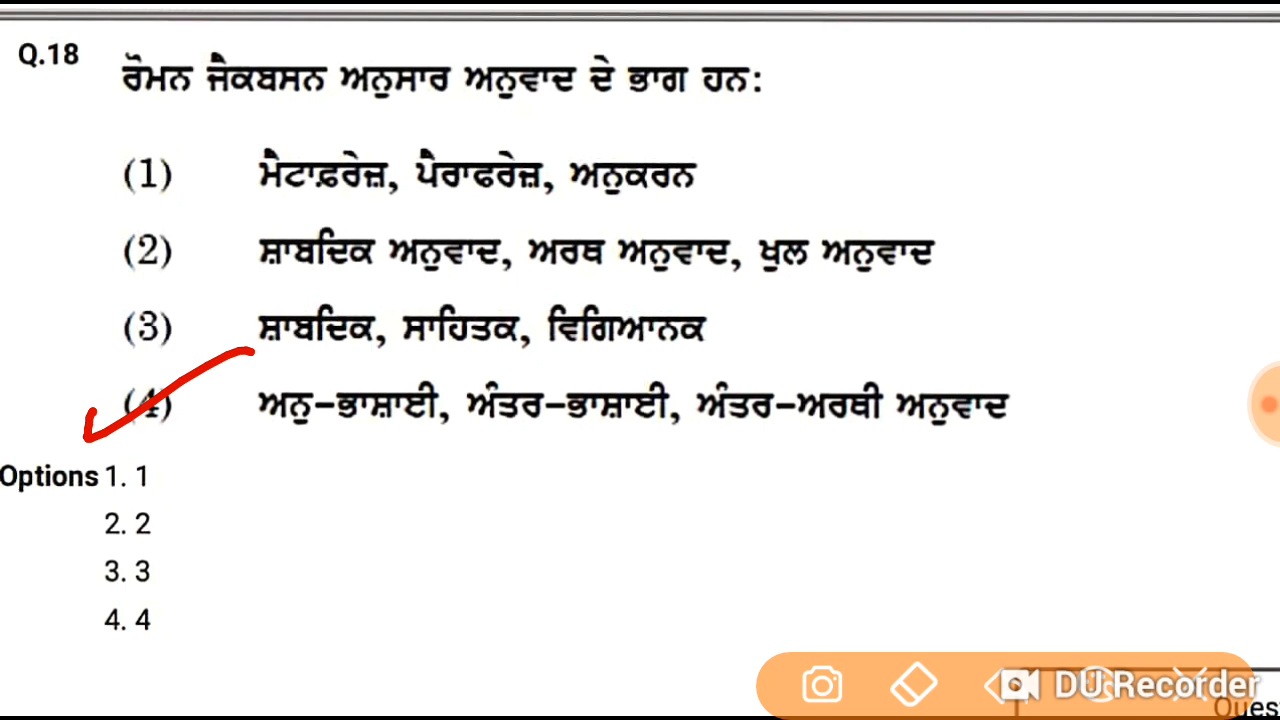 Q.18
ਰੋਮਨ ਜੈਕਬਸਨ ਅਨੁਸਾਰ ਅਨੁਵਾਦ ਦੇ ਭਾਗ ਹਨ:
(1) ਮੈਟਾਫ਼ਰੇਜ਼, ਪੈਰਾਫਰੇਜ਼, ਅਨੁਕਰਨ
(2) ਸ਼ਾਬਦਿਕ ਅਨੁਵਾਦ, ਅਰਥ ਅਨੁਵਾਦ, ਖੁਲ ਅਨੁਵਾਦ
(3) ਸ਼ਾਬਦਿਕ, ਸਾਹਿਤਕ, ਵਿਗਿਆਨਕ
(4) ਅਨੁ-ਭਾਸ਼ਾਈ, ਅੰਤਰ-ਭਾਸ਼ਾਈ, ਅੰਤਰ-ਅਰਥੀ ਅਨੁਵਾਦ
Options 1. 1
2. 2
3. 3
4. 4
DU Recorder
Ques